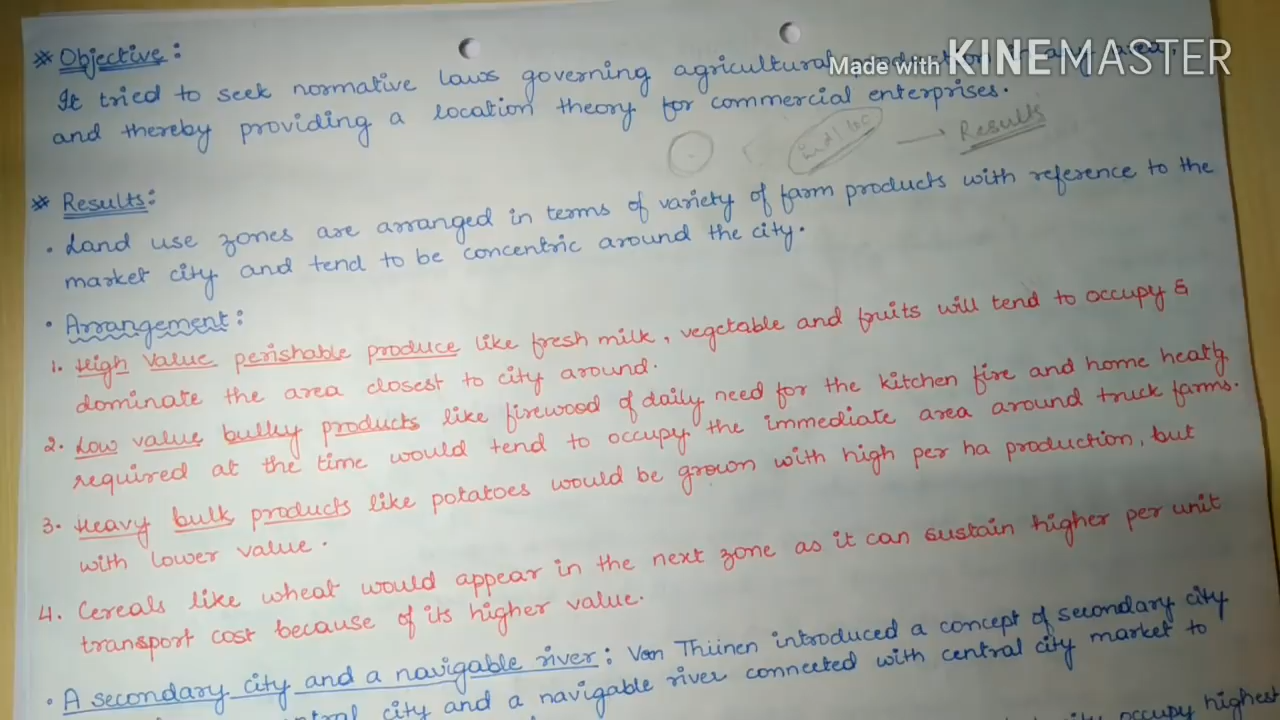 Made with KINEMASTER
* Objective:
It tried to seek normative laws governing agricultural production in any area,
and thereby providing a location theory for commercial enterprises.
→ Results
* Results:
· Land use zones are arranged in terms of variety of farm products with reference to the
market city and tend to be concentric around the city.
· Arrangement:
1. High value perishable produce like fresh milk, vegetable and fruits will tend to occupy &
dominate the area closest to city around.
2. Low value bulky products like firewood of daily need for the kitchen fire and home heatg.
required at the time would tend to occupy the immediate area around truck farms.
3. Heavy bulk products like potatoes would be grown with high per ha production, but
with lower value.
4. Cereals like wheat would appear in the next zone as it can sustain higher per unit
transport cost because of its higher value.
· A secondary city and a navigable river: Von Thiinen introduced a concept of secondary city
city and a navigable river connected with central city market to
occupy highest